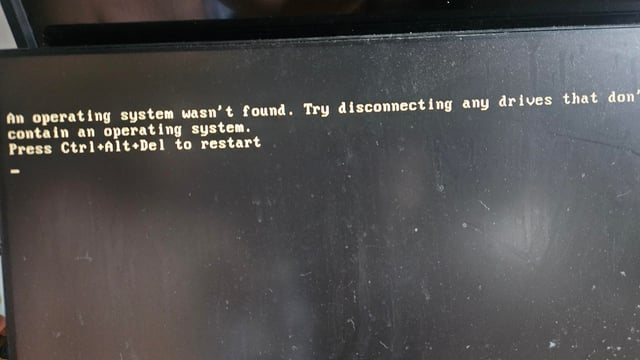 An operating system wasn't found. Try disconnecting any drives that don'
contain an operating system.
Press Ctrl+Alt+Del to restart